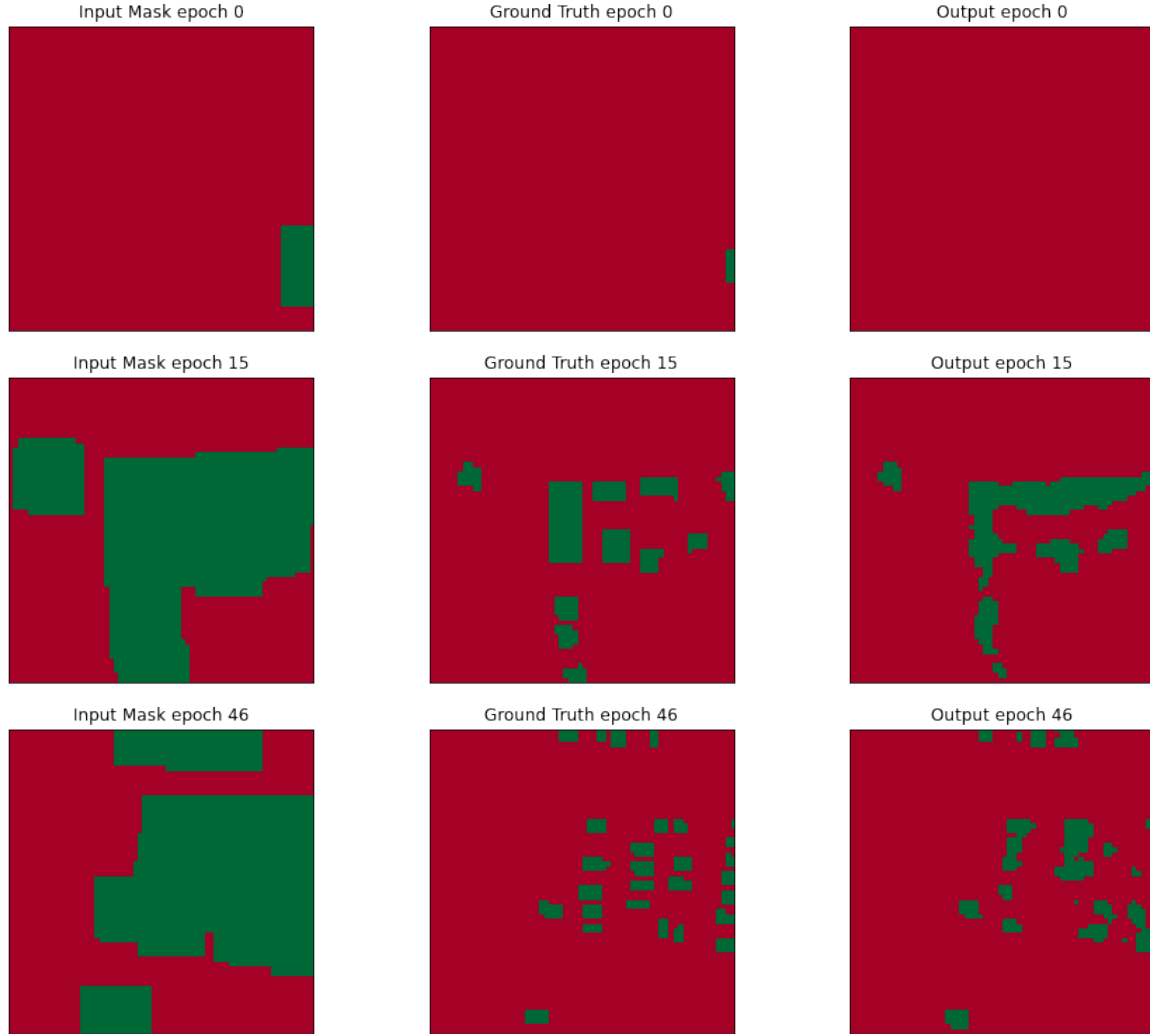 Input Mask epoch 0
Ground Truth epoch 0
Output epoch 0
Input Mask epoch 15
Ground Truth epoch 15
Output epoch 15
Input Mask epoch 46
Ground Truth epoch 46
Output epoch 46